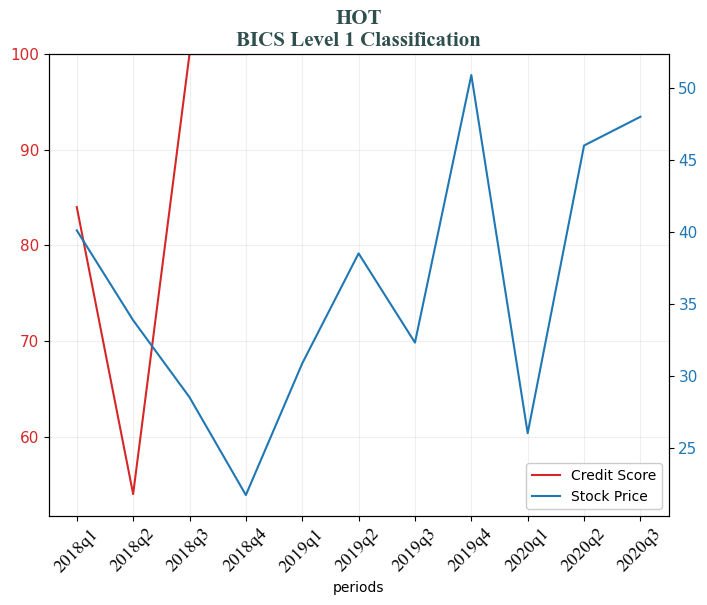 HOT
BICS Level 1 Classification
100
90
80
70
60
50
45
40
35
30
25
Credit Score
Stock Price
2018q1
2018q2
2018q3
2018q4
2019q1
2019q2
2019q3
2019q4
2020q1
2020q2
2020q3
periods